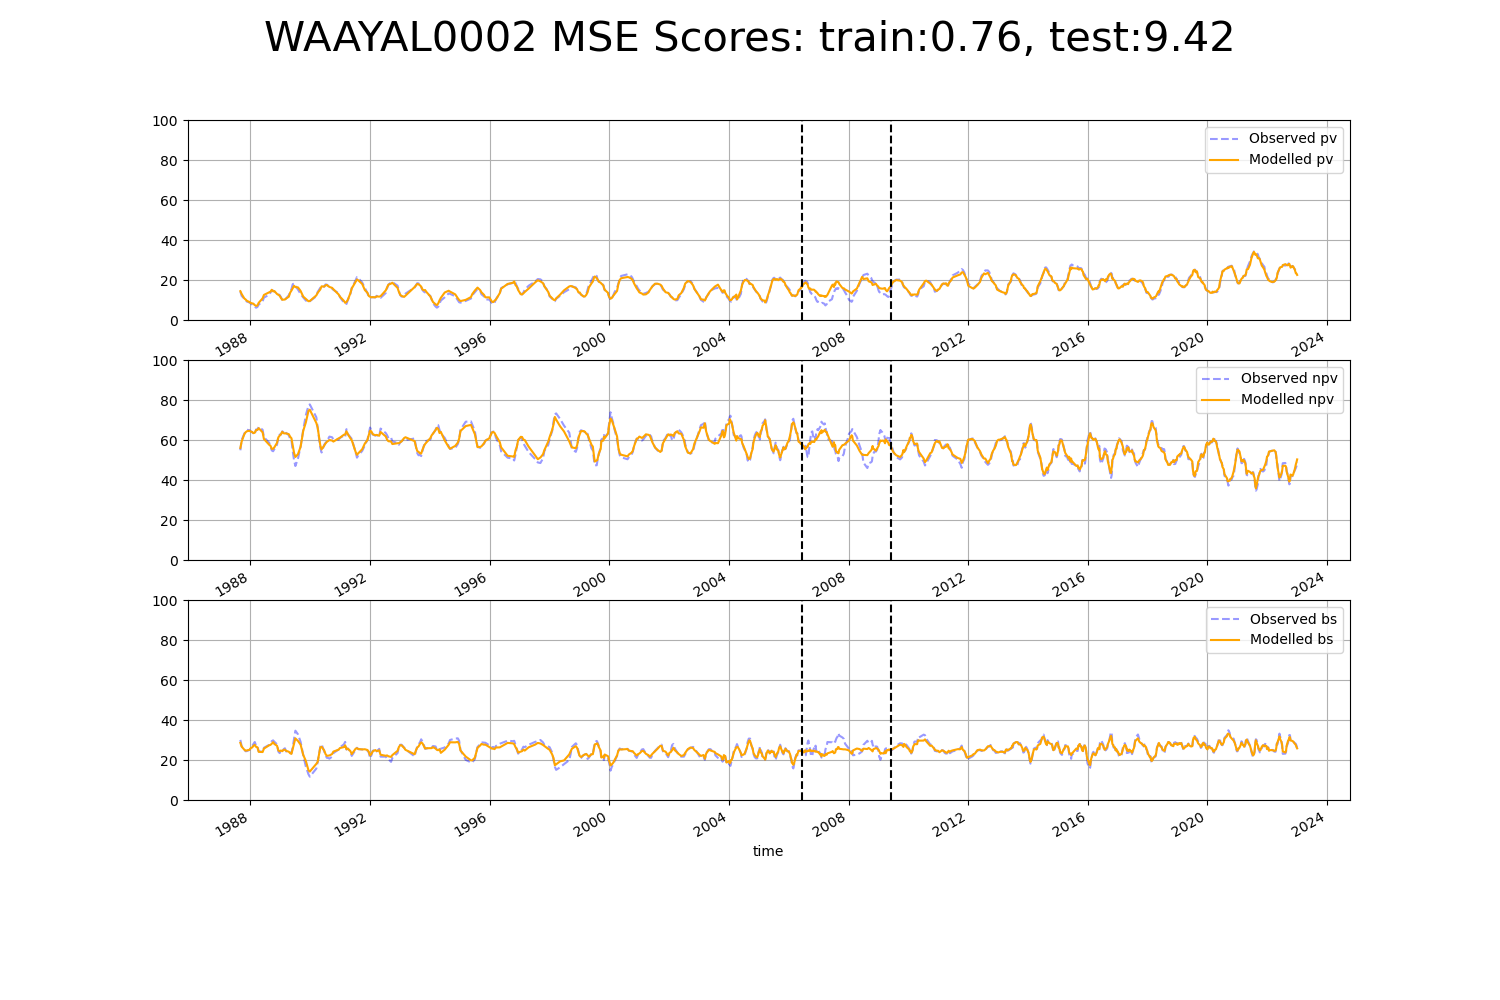 WAAYAL0002 MSE Scores: train:0.76, test:9.42
100
80
60
40
20
0
Observed pv
Modelled pv
1988 1992 1996 2000 2004 2008 2012 2016 2020 2024
100
80
60
40
20
0
Observed npv
Modelled npv
1988 1992 1996 2000 2004 2008 2012 2016 2020 2024
100
80
60
40
20
0
Observed bs
Modelled bs
1988 1992 1996 2000 2004 2008 2012 2016 2020 2024
time